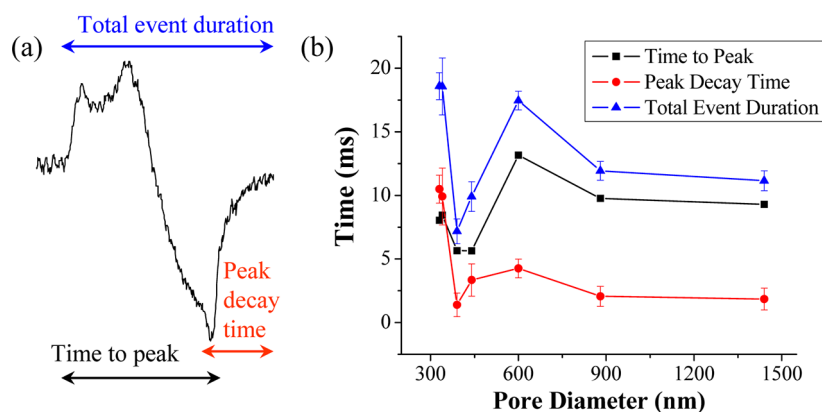 (a)
Total event duration
Peak
decay
time
Time to peak
(b)
Time to Peak
Peak Decay Time
Total Event Duration
Time (ms)
20
15
10
5
0
300
600
900
1200
1500
Pore Diameter (nm)